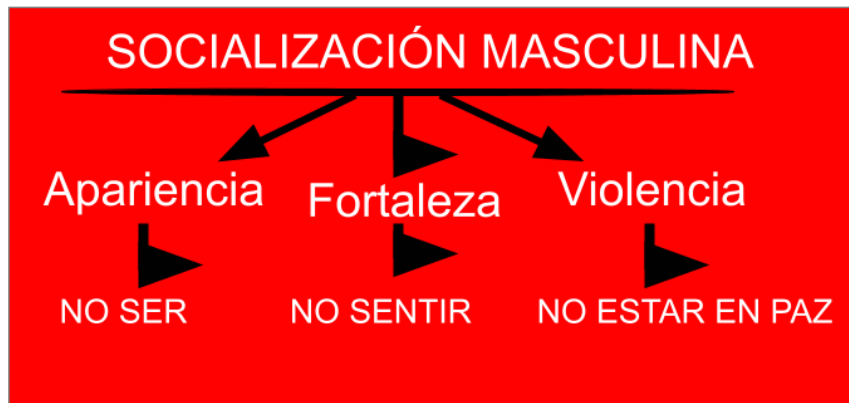 SOCIALIZACIÓN MASCULINA
Apariencia
Fortaleza
Violencia
NO SER
NO SENTIR
NO ESTAR EN PAZ